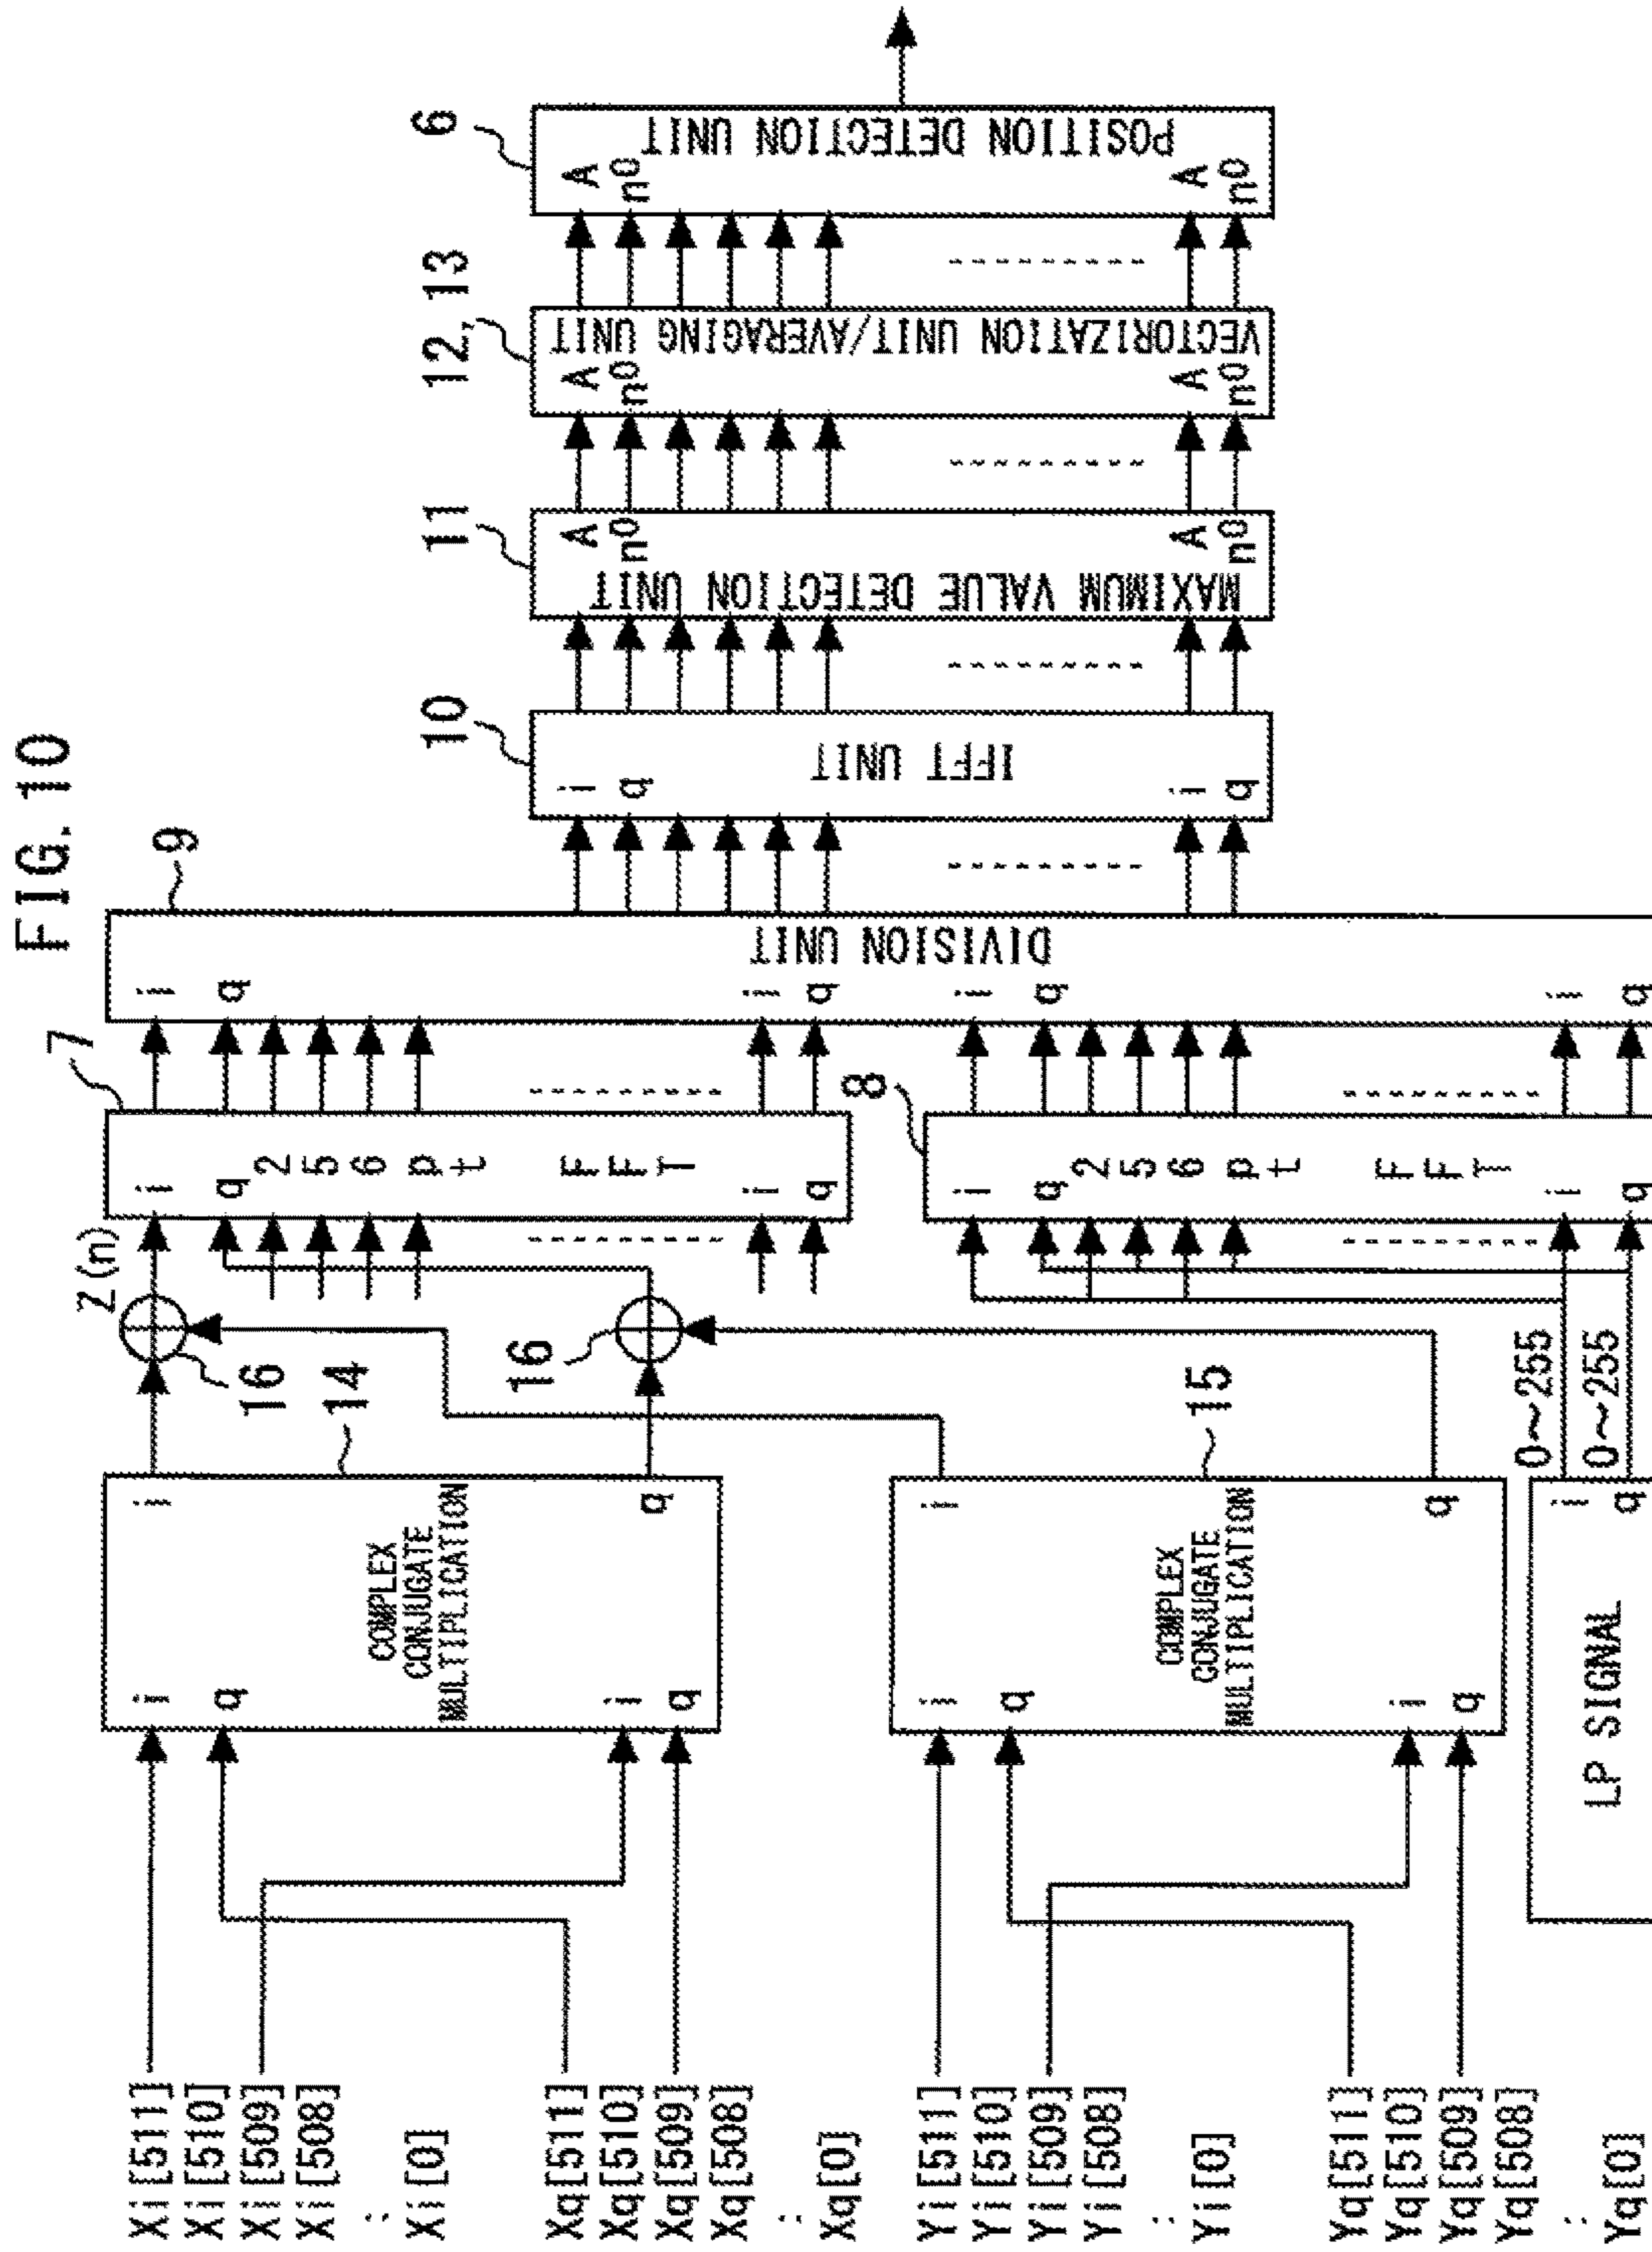 FIG. 10
Xi[511]
Xi[510]
Xi[509]
Xi[508]
:
Xi[0]
Xq[511]
Xq[510]
Xq[509]
Xq[508]
:
Xq[0]
Yi[511]
Yi[510]
Yi[509]
Yi[508]
:
Yi[0]
Yq[511]
Yq[510]
Yq[509]
Yq[508]
:
Yq[0]
i
q
i
q
COMPLEX
CONJUGATE
MULTIPLICATION
i
q
14
i
q
i
q
COMPLEX
CONJUGATE
MULTIPLICATION
i
q
15
LP SIGNAL
i
q
0~255
0~255
16
16
Z(n)
7
i
q
256pt FFT
i
q
8
i
q
256pt FFT
i
q
9
i
q
i
q
i
q
i
q
DIVISION UNIT
10
i
q
IFFT UNIT
i
q
11
MAXIMUM VALUE DETECTION UNIT
A
n0
A
n0
12, 13
A
n0
A
n0
VECTORIZATION UNIT/AVERAGING UNIT
6
A
n0
A
n0
POSITION DETECTION UNIT